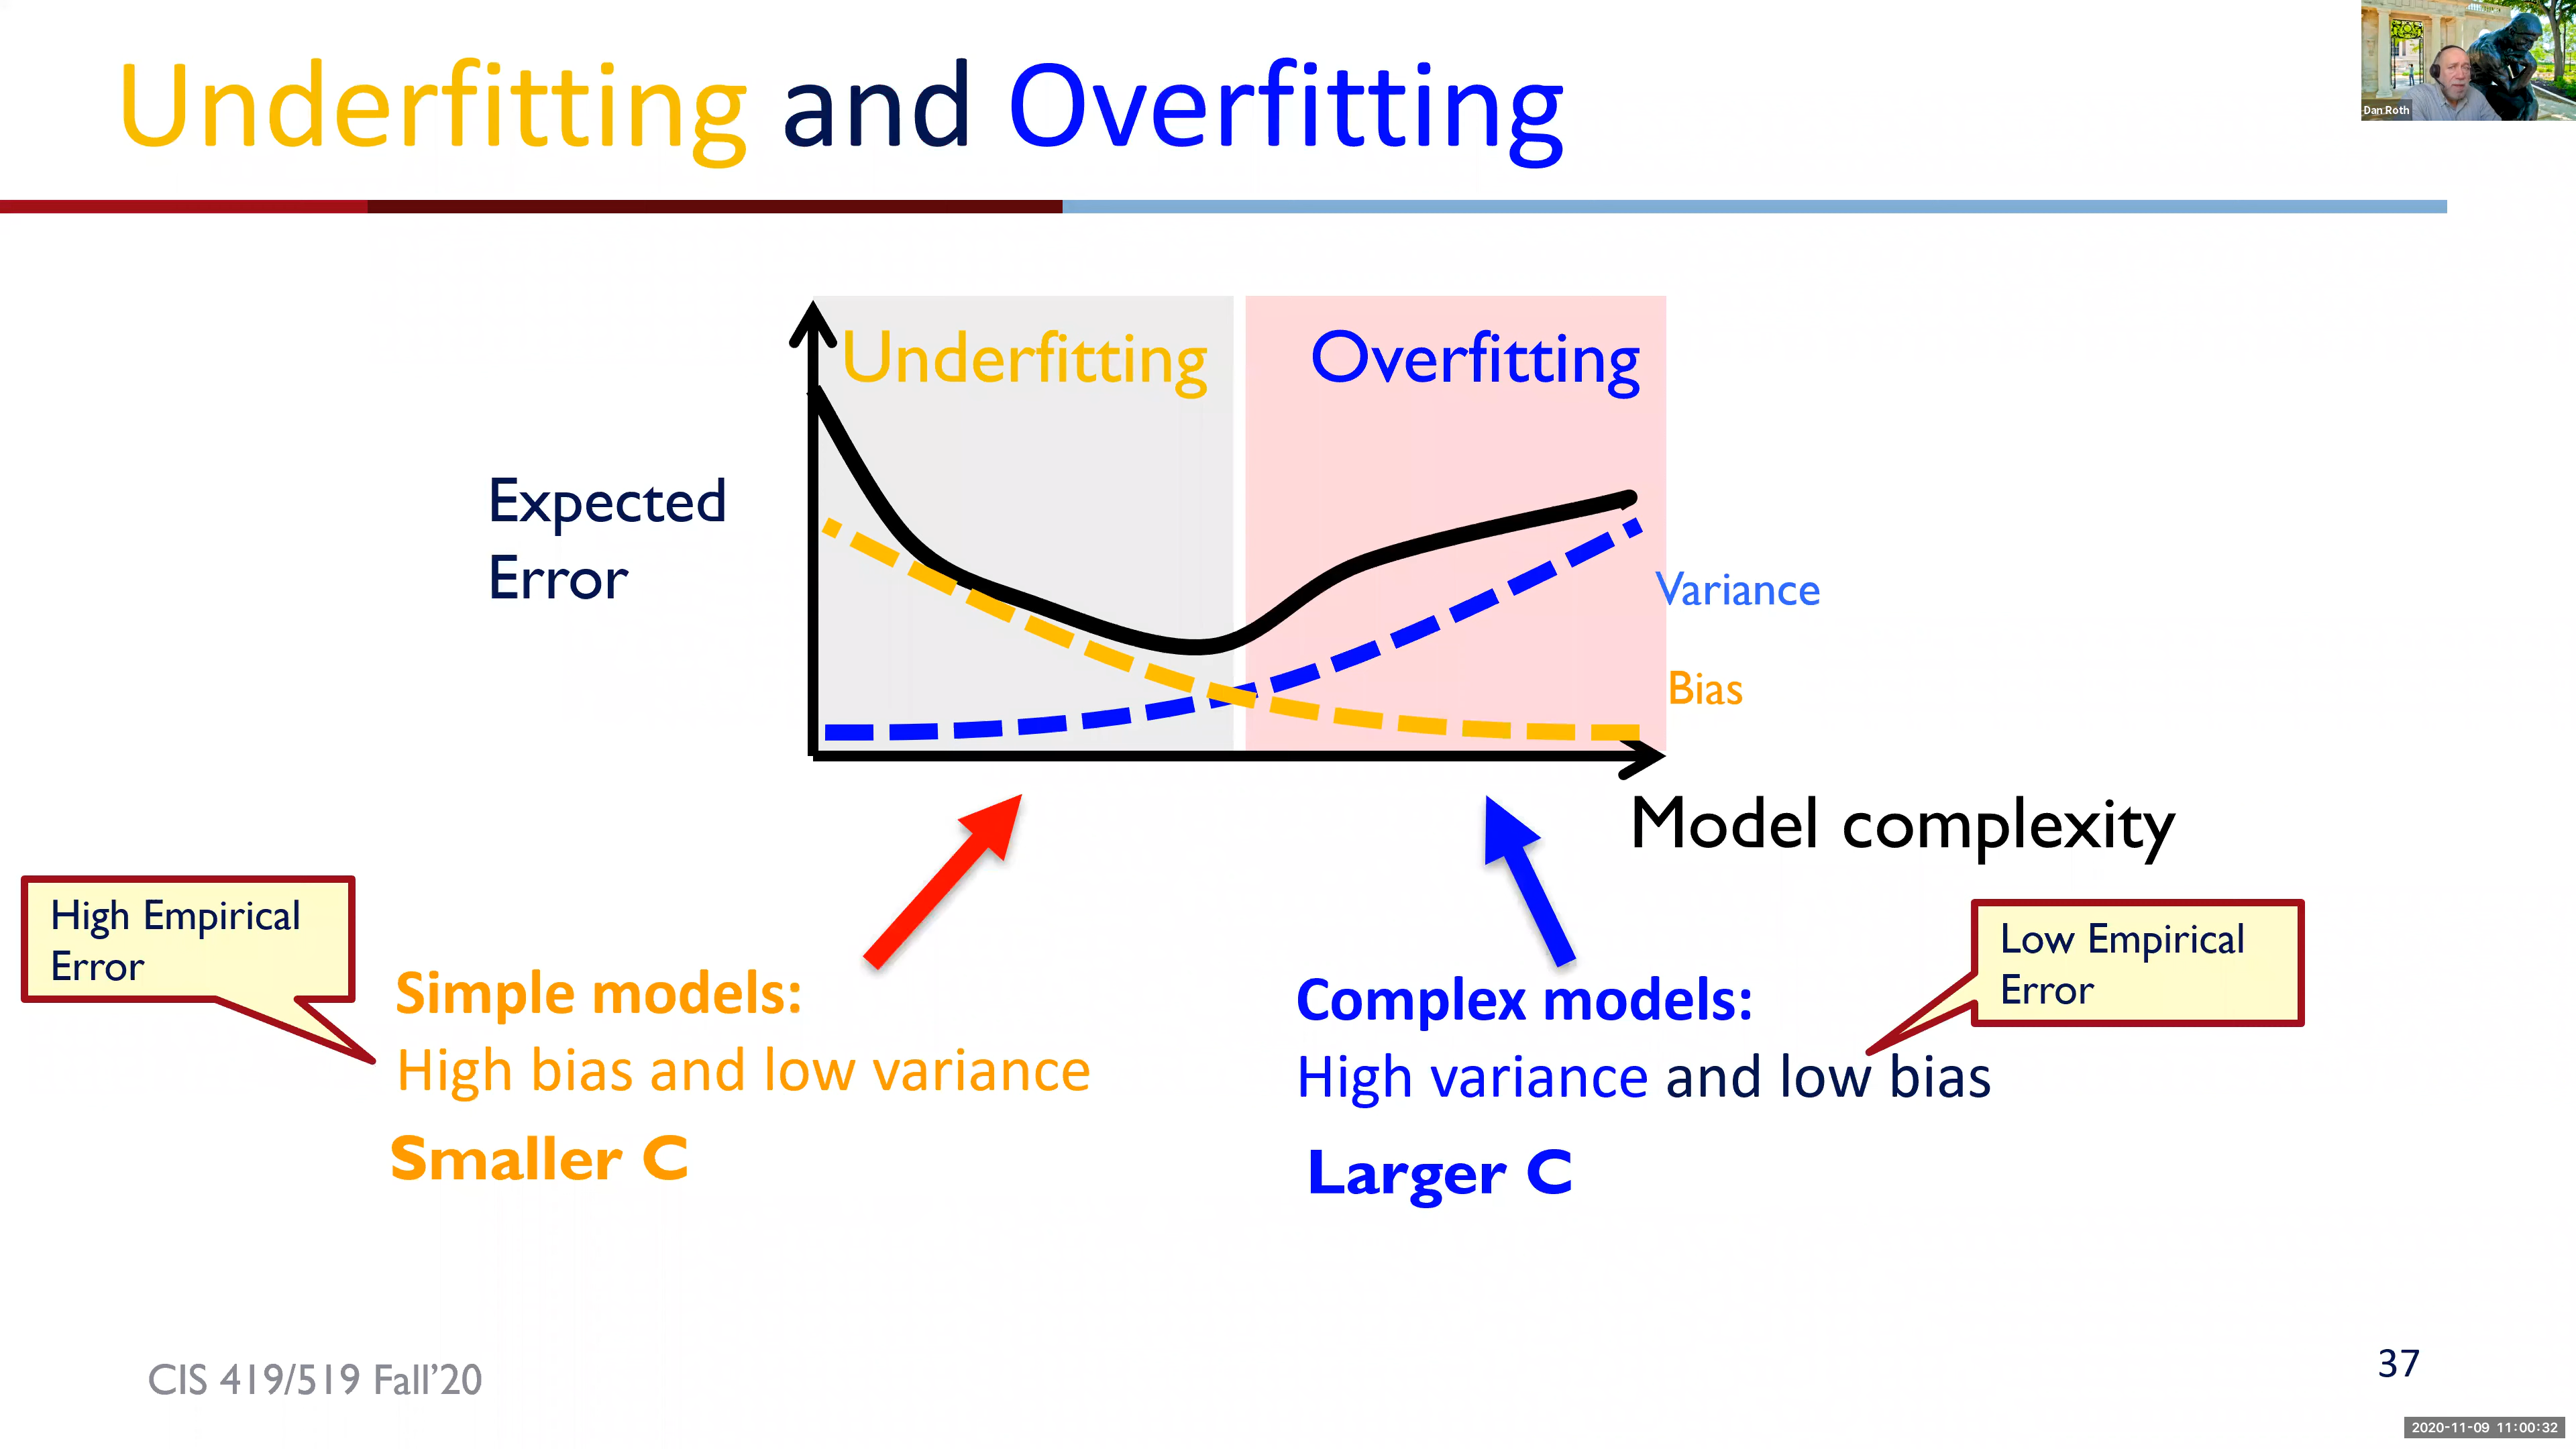 Underfitting and Overfitting
Dan Roth
Underfitting
Overfitting
Expected
Error
Variance
Bias
Model complexity
High Empirical
Error
Simple models:
High bias and low variance
Smaller C
Low Empirical
Error
Complex models:
High variance and low bias
Larger C
CIS 419/519 Fall’20
37
2020-11-09 11:00:32